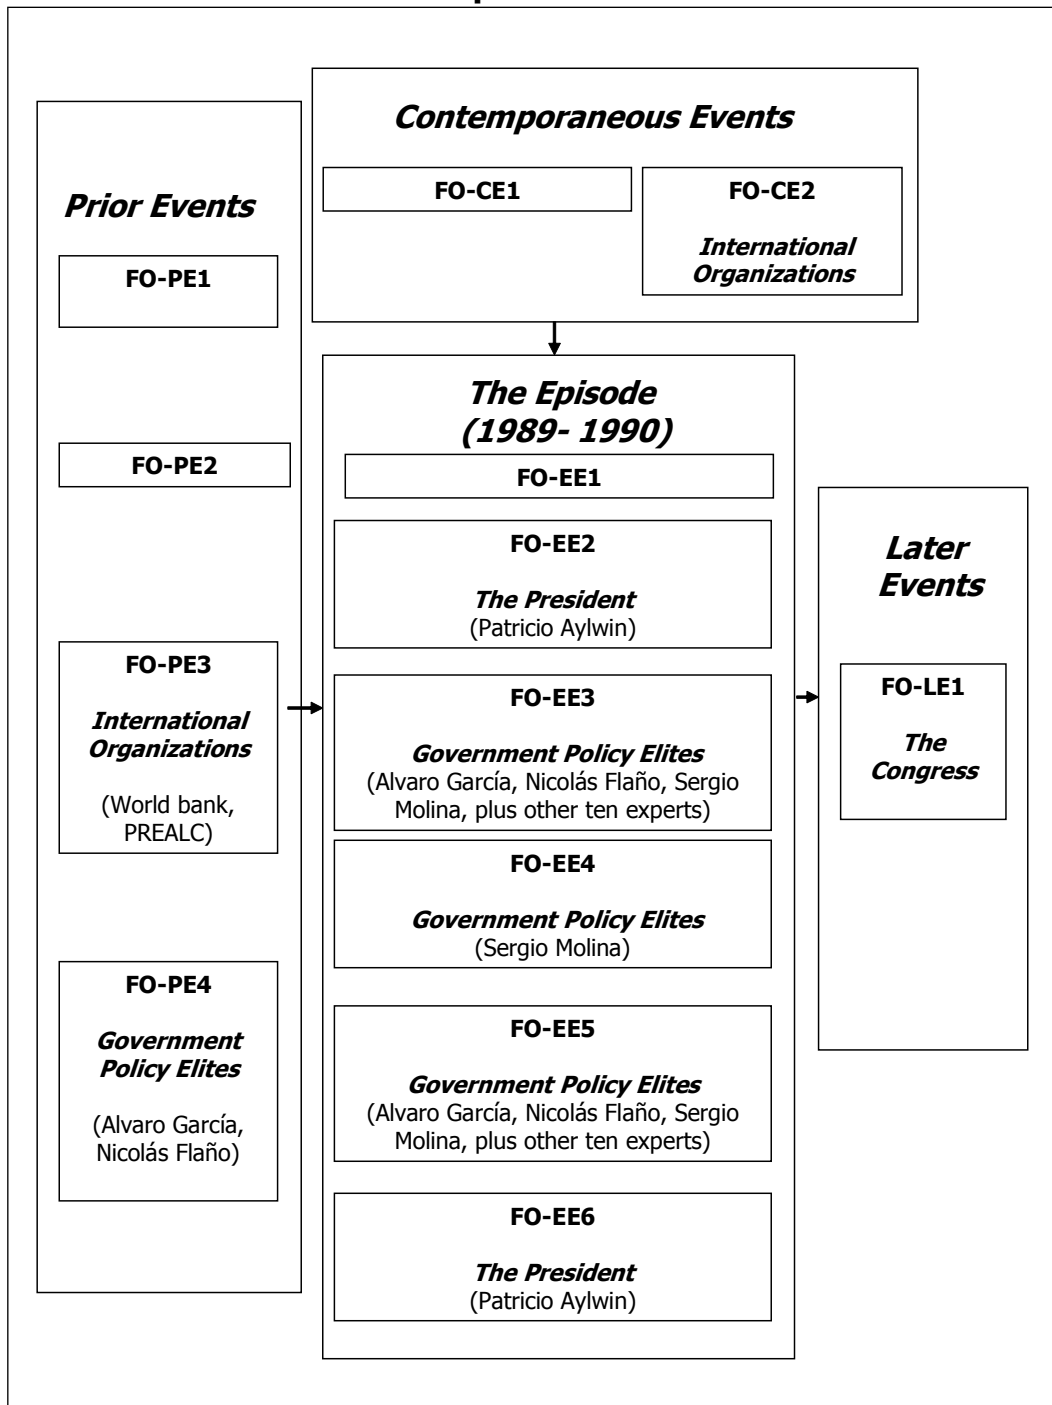 Contemporaneous Events
FO-CE1
FO-CE2
International
Organizations
Prior Events
FO-PE1
FO-PE2
FO-PE3
International
Organizations
(World bank,
PREALC)
FO-PE4
Government
Policy Elites
(Alvaro García,
Nicolás Flaño)
The Episode
(1989- 1990)
FO-EE1
FO-EE2
The President
(Patricio Aylwin)
FO-EE3
Government Policy Elites
(Alvaro García, Nicolás Flaño, Sergio
Molina, plus other ten experts)
FO-EE4
Government Policy Elites
(Sergio Molina)
FO-EE5
Government Policy Elites
(Alvaro García, Nicolás Flaño, Sergio
Molina, plus other ten experts)
FO-EE6
The President
(Patricio Aylwin)
Later
Events
FO-LE1
The
Congress